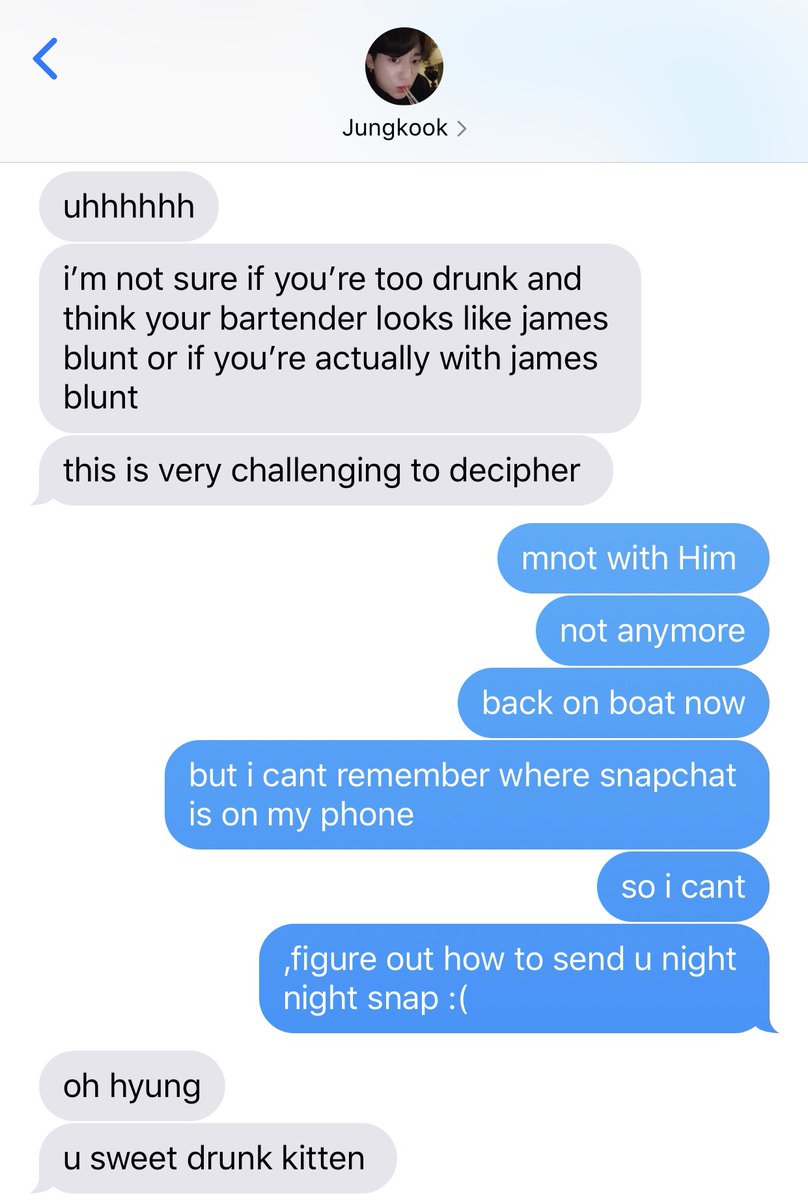 Jungkook
uhhhhhh
i’m not sure if you’re too drunk and
think your bartender looks like james
blunt or if you’re actually with james
blunt
this is very challenging to decipher
mnot with Him
not anymore
back on boat now
but i cant remember where snapchat
is on my phone
so i cant
,figure out how to send u night
night snap :(
oh hyung
u sweet drunk kitten